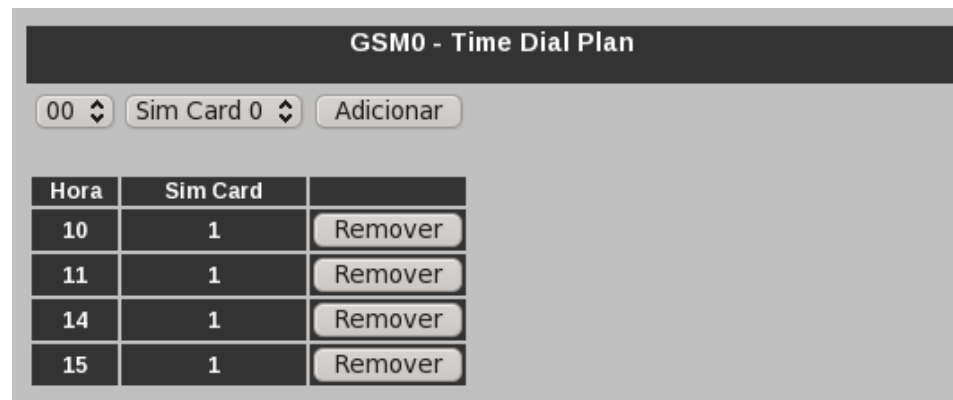 GSM0 - Time Dial Plan
00 Sim Card 0 Adicionar
Hora Sim Card
10 1 Remover
11 1 Remover
14 1 Remover
15 1 Remover